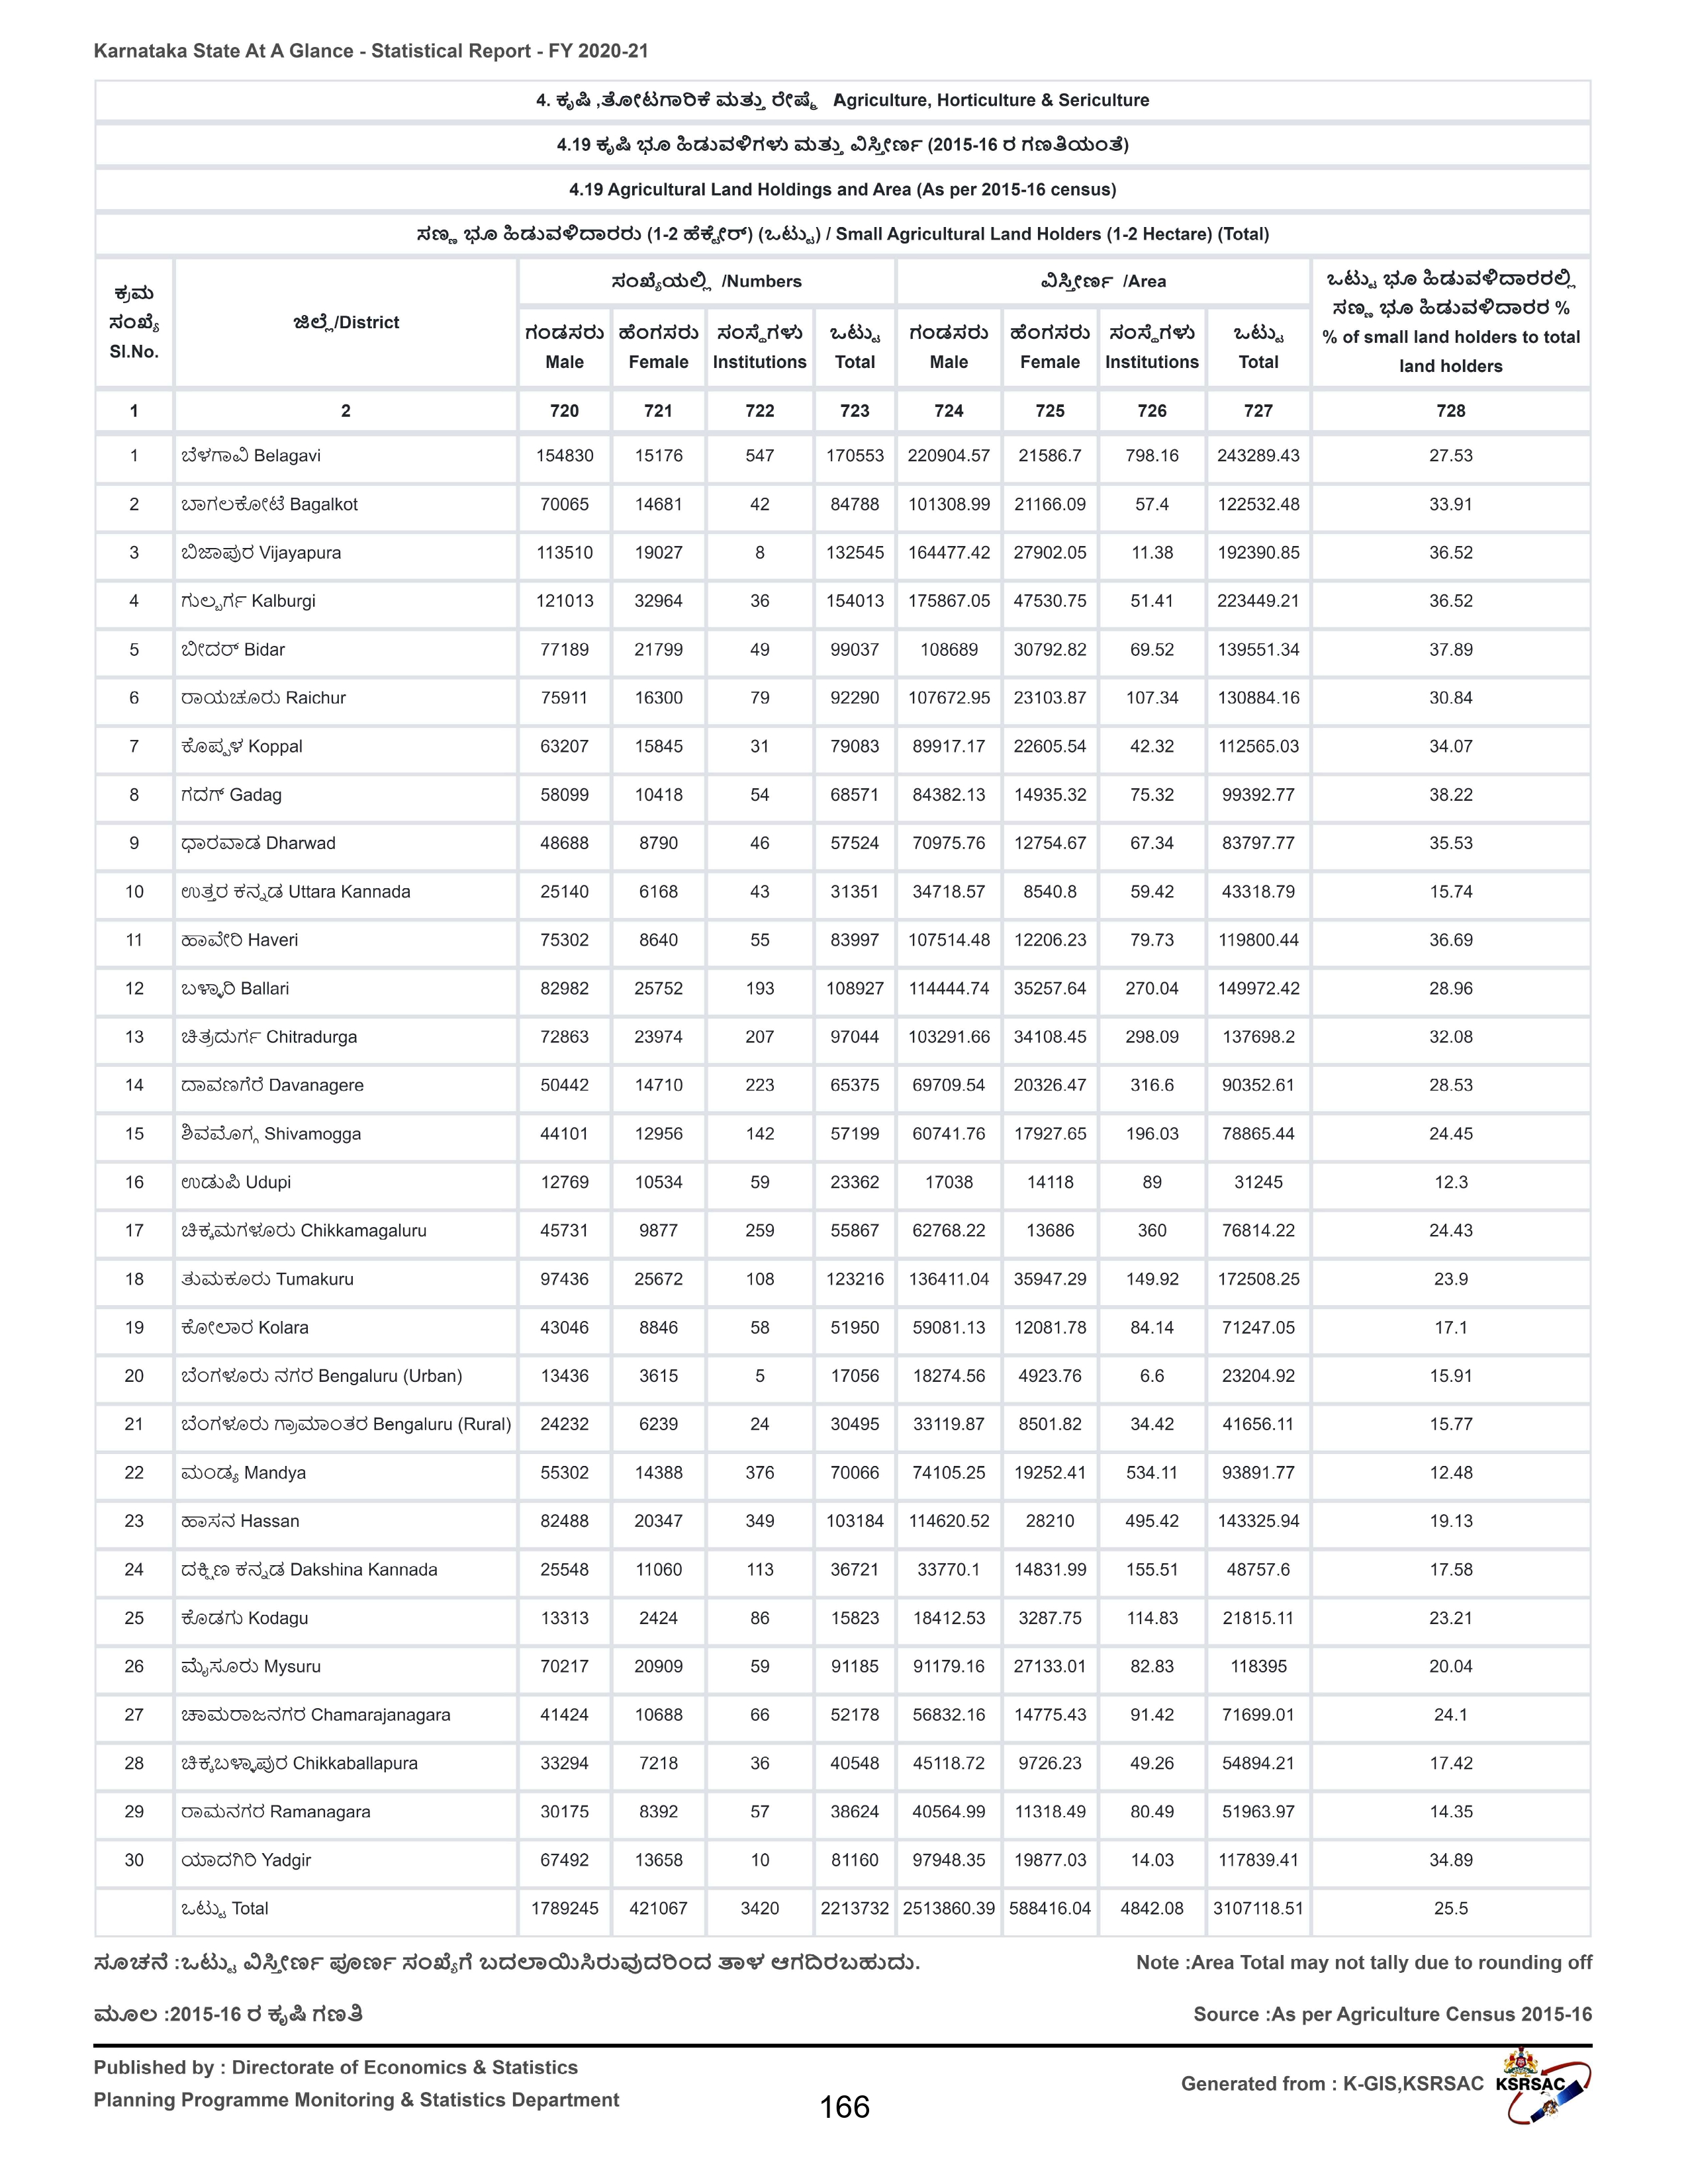 Karnataka State At A Glance - Statistical Report - FY 2020-21
4. ಕೃಷಿ ,ತೋಟಗಾರಿಕೆ ಮತ್ತು ರೇಷ್ಮೆ Agriculture, Horticulture & Sericulture
4.19 ಕೃಷಿ ಭೂ ಹಿಡುವಳಿಗಳು ಮತ್ತು ವಿಸ್ತೀರ್ಣ (2015-16 ರ ಗಣತಿಯಂತೆ)
4.19 Agricultural Land Holdings and Area (As per 2015-16 census)
ಸಣ್ಣ ಭೂ ಹಿಡುವಳಿದಾರರು (1-2 ಹೆಕ್ಟೇರ್) (ಒಟ್ಟು) / Small Agricultural Land Holders (1-2 Hectare) (Total)
ಕ್ರಮ ಸಂಖ್ಯೆ Sl.No. ಜಿಲ್ಲೆ/District ಸಂಖ್ಯೆಯಲ್ಲಿ /Numbers ವಿಸ್ತೀರ್ಣ /Area ಒಟ್ಟು ಭೂ ಹಿಡುವಳಿದಾರರಲ್ಲಿ ಸಣ್ಣ ಭೂ ಹಿಡುವಳಿದಾರರ % % of small land holders to total land holders
ಗಂಡಸರು ಹೆಂಗಸರು ಸಂಸ್ಥೆಗಳು ಒಟ್ಟು ಗಂಡಸರು ಹೆಂಗಸರು ಸಂಸ್ಥೆಗಳು ಒಟ್ಟು
Male Female Institutions Total Male Female Institutions Total
1 2 720 721 722 723 724 725 726 727 728
1 ಬೆಳಗಾವಿ Belagavi 154830 15176 547 170553 220904.57 21586.7 798.16 243289.43 27.53
2 ಬಾಗಲಕೋಟೆ Bagalkot 70065 14681 42 84788 101308.99 21166.09 57.4 122532.48 33.91
3 ಬಿಜಾಪುರ Vijayapura 113510 19027 8 132545 164477.42 27902.05 11.38 192390.85 36.52
4 ಗುಲ್ಬರ್ಗ Kalburgi 121013 32964 36 154013 175867.05 47530.75 51.41 223449.21 36.52
5 ಬೀದರ್ Bidar 77189 21799 49 99037 108689 30792.82 69.52 139551.34 37.89
6 ರಾಯಚೂರು Raichur 75911 16300 79 92290 107672.95 23103.87 107.34 130884.16 30.84
7 ಕೊಪ್ಪಳ Koppal 63207 15845 31 79083 89917.17 22605.54 42.32 112565.03 34.07
8 ಗದಗ್ Gadag 58099 10418 54 68571 84382.13 14935.32 75.32 99392.77 38.22
9 ಧಾರವಾಡ Dharwad 48688 8790 46 57524 70975.76 12754.67 67.34 83797.77 35.53
10 ಉತ್ತರ ಕನ್ನಡ Uttara Kannada 25140 6168 43 31351 34718.57 8540.8 59.42 43318.79 15.74
11 ಹಾವೇರಿ Haveri 75302 8640 55 83997 107514.48 12206.23 79.73 119800.44 36.69
12 ಬಳ್ಳಾರಿ Ballari 82982 25752 193 108927 114444.74 35257.64 270.04 149972.42 28.96
13 ಚಿತ್ರದುರ್ಗ Chitradurga 72863 23974 207 97044 103291.66 34108.45 298.09 137698.2 32.08
14 ದಾವಣಗೆರೆ Davanagere 50442 14710 223 65375 69709.54 20326.47 316.6 90352.61 28.53
15 ಶಿವಮೊಗ್ಗ Shivamogga 44101 12956 142 57199 60741.76 17927.65 196.03 78865.44 24.45
16 ಉಡುಪಿ Udupi 12769 10534 59 23362 17038 14118 89 31245 12.3
17 ಚಿಕ್ಕಮಗಳೂರು Chikkamagaluru 45731 9877 259 55867 62768.22 13686 360 76814.22 24.43
18 ತುಮಕೂರು Tumakuru 97436 25672 108 123216 136411.04 35947.29 149.92 172508.25 23.9
19 ಕೋಲಾರ Kolara 43046 8846 58 51950 59081.13 12081.78 84.14 71247.05 17.1
20 ಬೆಂಗಳೂರು ನಗರ Bengaluru (Urban) 13436 3615 5 17056 18274.56 4923.76 6.6 23204.92 15.91
21 ಬೆಂಗಳೂರು ಗ್ರಾಮಾಂತರ Bengaluru (Rural) 24232 6239 24 30495 33119.87 8501.82 34.42 41656.11 15.77
22 ಮಂಡ್ಯ Mandya 55302 14388 376 70066 74105.25 19252.41 534.11 93891.77 12.48
23 ಹಾಸನ Hassan 82488 20347 349 103184 114620.52 28210 495.42 143325.94 19.13
24 ದಕ್ಷಿಣ ಕನ್ನಡ Dakshina Kannada 25548 11060 113 36721 33770.1 14831.99 155.51 48757.6 17.58
25 ಕೊಡಗು Kodagu 13313 2424 86 15823 18412.53 3287.75 114.83 21815.11 23.21
26 ಮೈಸೂರು Mysuru 70217 20909 59 91185 91179.16 27133.01 82.83 118395 20.04
27 ಚಾಮರಾಜನಗರ Chamarajanagara 41424 10688 66 52178 56832.16 14775.43 91.42 71699.01 24.1
28 ಚಿಕ್ಕಬಳ್ಳಾಪುರ Chikkaballapura 33294 7218 36 40548 45118.72 9726.23 49.26 54894.21 17.42
29 ರಾಮನಗರ Ramanagara 30175 8392 57 38624 40564.99 11318.49 80.49 51963.97 14.35
30 ಯಾದಗಿರಿ Yadgir 67492 13658 10 81160 97948.35 19877.03 14.03 117839.41 34.89
ಒಟ್ಟು Total 1789245 421067 3420 2213732 2513860.39 588416.04 4842.08 3107118.51 25.5
ಸೂಚನೆ :ಒಟ್ಟು ವಿಸ್ತೀರ್ಣ ಪೂರ್ಣ ಸಂಖ್ಯೆಗೆ ಬದಲಾಯಿಸಿರುವುದರಿಂದ ತಾಳೆ ಆಗದಿರಬಹುದು. Note :Area Total may not tally due to rounding off
ಮೂಲ :2015-16 ರ ಕೃಷಿ ಗಣತಿ Source :As per Agriculture Census 2015-16
Published by : Directorate of Economics & Statistics
Planning Programme Monitoring & Statistics Department
166
Generated from : K-GIS,KSRSAC
KSRSAC